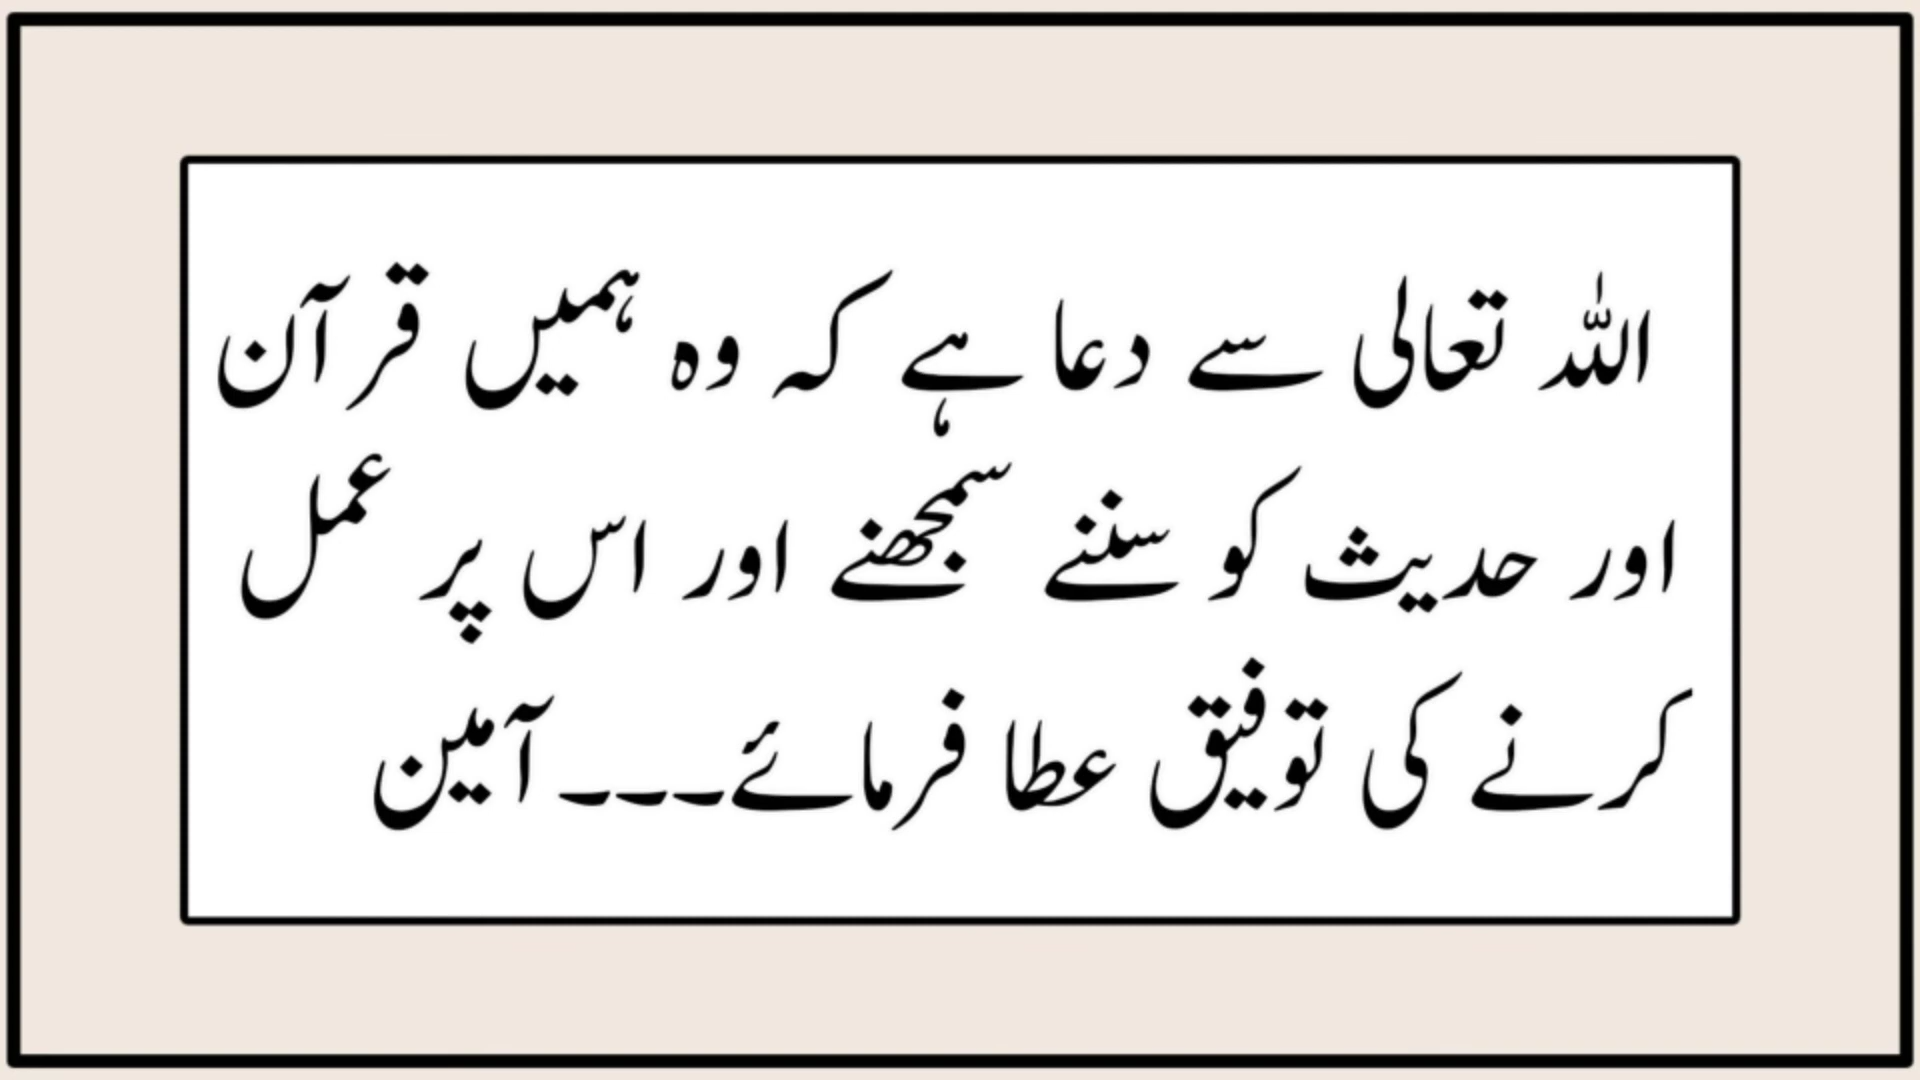 اللہ تعالی سے دعا ہے کہ وہ ہمیں قرآن
اور حدیث کو سننے سمجھنے اور اس پر عمل
کرنے کی توفیق عطا فرمائے۔۔۔ آمین